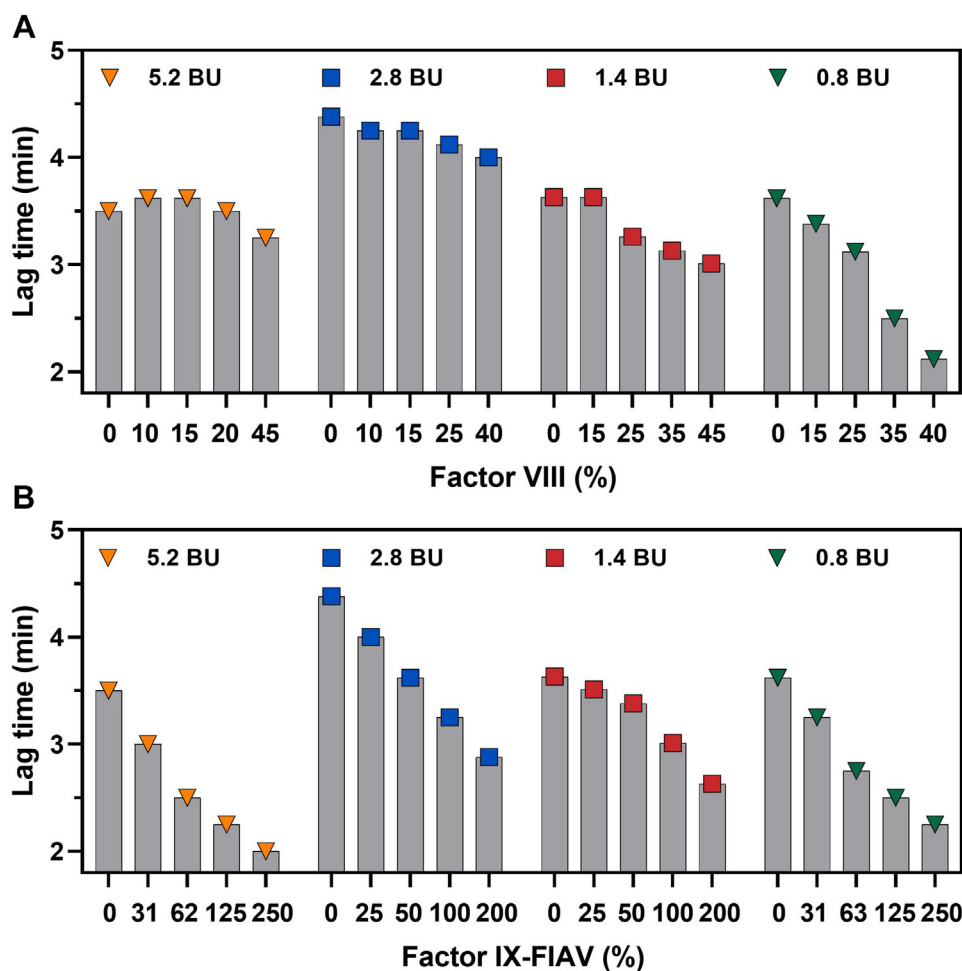 A
5.2 BU 2.8 BU 1.4 BU 0.8 BU
Lag time (min)
5
4
3
2
0 10 15 20 45 0 10 15 25 40 0 15 25 35 45 0 15 25 35 40
Factor VIII (%)
B
5.2 BU 2.8 BU 1.4 BU 0.8 BU
Lag time (min)
5
4
3
2
0 31 62 125 250 0 25 50 100 200 0 25 50 100 200 0 31 63 125 250
Factor IX-FIAV (%)